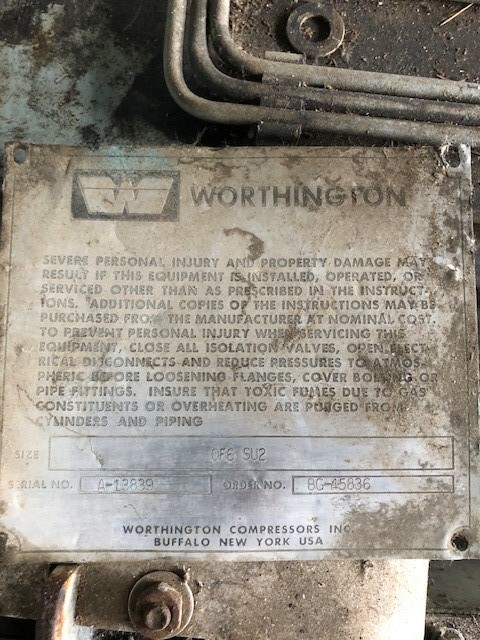 W WORTHINGTON
SEVERE PERSONAL INJURY AND PROPERTY DAMAGE MAY
RESULT IF THIS EQUIPMENT IS INSTALLED, OPERATED, OR
SERVICED OTHER THAN AS PRESCRIBED IN THE INSTRUCT-
IONS. ADDITIONAL COPIES OF THE INSTRUCTIONS MAY BE
PURCHASED FROM THE MANUFACTURER AT NOMINAL COST.
TO PREVENT PERSONAL INJURY WHEN SERVICING THIS
EQUIPMENT, CLOSE ALL ISOLATION VALVES, OPEN ELECT-
RICAL DISCONNECTS AND REDUCE PRESSURES TO ATMOS-
PHERIC BEFORE LOOSENING FLANGES, COVER BOLTING OR
PIPE FITTINGS. INSURE THAT TOXIC FUMES DUE TO GAS
CONSTITUENTS OR OVERHEATING ARE PURGED FROM
CYLINDERS AND PIPING
SIZE OF6 SU2
SERIAL NO. A-13839 ORDER NO. BG-45836
WORTHINGTON COMPRESSORS INC.
BUFFALO NEW YORK USA